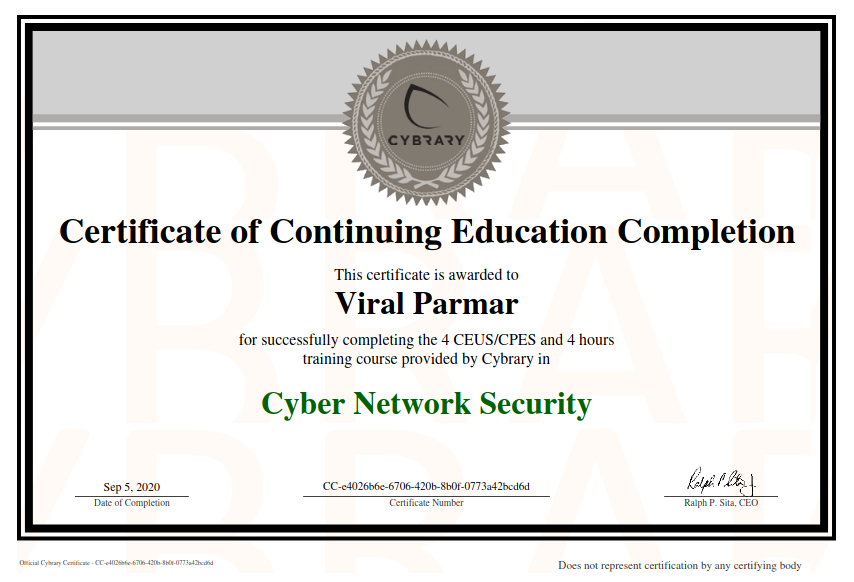 CYBRARY
Certificate of Continuing Education Completion
This certificate is awarded to
Viral Parmar
for successfully completing the 4 CEUS/CPES and 4 hours
training course provided by Cybrary in
Cyber Network Security
Sep 5, 2020
Date of Completion
CC-e4026b6e-6706-420b-8b0f-0773a42bcd6d
Certificate Number
Ralph P. Sita, CEO
Official Cybrary Certificate - CC-e4026b6e-6706-420b-8b0f-0773a42bcd6d
Does not represent certification by any certifying body